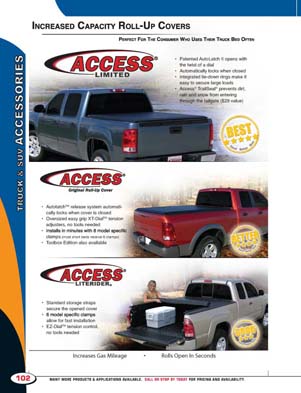 INCREASED CAPACITY ROLL-UP COVERS
PERFECT FOR THE CONSUMER WHO USES THEIR TRUCK BED OFTEN
TRUCK & SUV ACCESSORIES
ACCESS®
LIMITED
• Patented AutoLatch II opens with
the twist of a dial
• Automatically locks when closed
• Integrated tie-down rings make it
easy to secure large loads
• Access® TrailSeal® prevents dirt,
rain and snow from entering
through the tailgate ($29 value)
BEST
ACCESS®
Original Roll-Up Cover
• Autolatch™ release system automati-
cally locks when cover is closed
• Oversized easy grip XT-Dial™ tension
adjusters, no tools needed
• Installs in minutes with 8 model specific
clamps
• Toolbox Edition also available
BETTER
ACCESS®
LITERIDER®
• Standard storage straps
secure the opened cover
• 8 model specific clamps
allow for fast installation
• EZ-Dial™ tension control,
no tools needed
GOOD
Increases Gas Mileage • Rolls Open In Seconds
102
MANY MORE PRODUCTS & APPLICATIONS AVAILABLE. CALL OR STOP BY TODAY FOR PRICING AND AVAILABILITY.